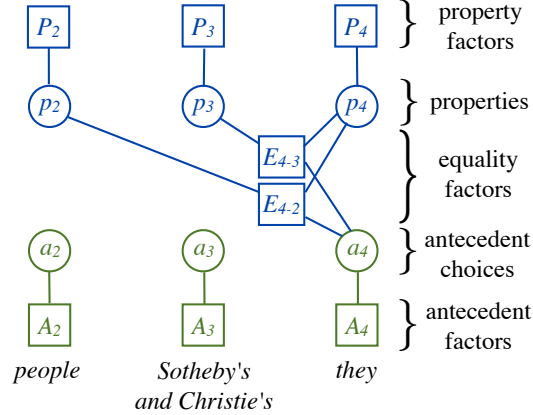 P2 P3 P4 property
factors
p2 p3 p4 properties
E4-3
equality
factors
E4-2
a2 a3 a4 antecedent
choices
A2 A3 A4 antecedent
factors
people Sotheby's they
and Christie's